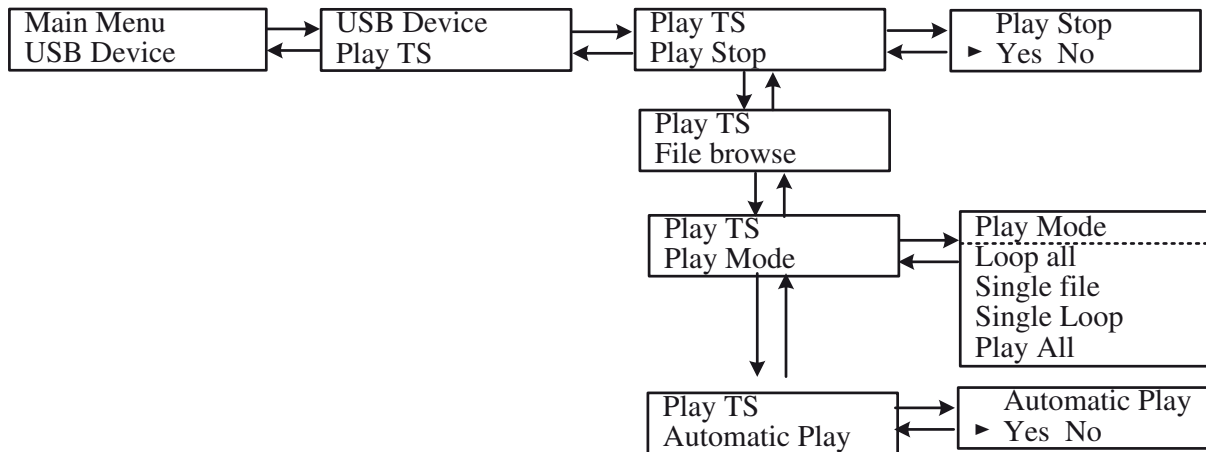 Main Menu
USB Device
USB Device
Play TS
Play TS
Play Stop
Play Stop
► Yes No
Play TS
File browse
Play TS
Play Mode
Play Mode
Loop all
Single file
Single Loop
Play All
Play TS
Automatic Play
Automatic Play
► Yes No